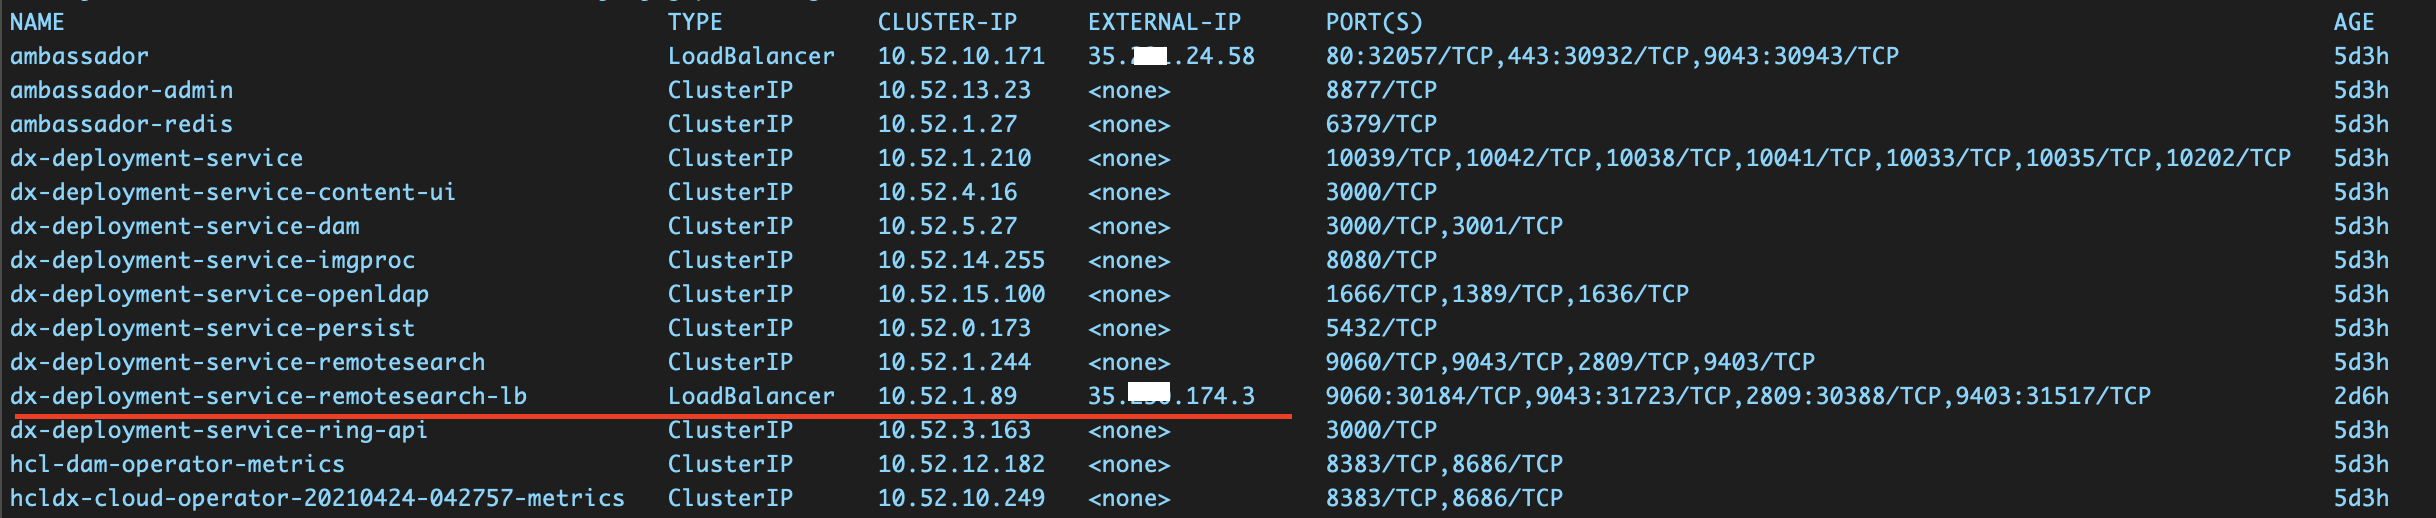 NAME TYPE CLUSTER-IP EXTERNAL-IP PORT(S) AGE
ambassador LoadBalancer 10.52.10.171 35. .24.58 80:32057/TCP,443:30932/TCP,9043:30943/TCP 5d3h
ambassador-admin ClusterIP 10.52.13.23 <none> 8877/TCP 5d3h
ambassador-redis ClusterIP 10.52.1.27 <none> 6379/TCP 5d3h
dx-deployment-service ClusterIP 10.52.1.210 <none> 10039/TCP,10042/TCP,10038/TCP,10041/TCP,10033/TCP,10035/TCP,10202/TCP 5d3h
dx-deployment-service-content-ui ClusterIP 10.52.4.16 <none> 3000/TCP 5d3h
dx-deployment-service-dam ClusterIP 10.52.5.27 <none> 3000/TCP,3001/TCP 5d3h
dx-deployment-service-imgproc ClusterIP 10.52.14.255 <none> 8080/TCP 5d3h
dx-deployment-service-openldap ClusterIP 10.52.15.100 <none> 1666/TCP,1389/TCP,1636/TCP 5d3h
dx-deployment-service-persist ClusterIP 10.52.0.173 <none> 5432/TCP 5d3h
dx-deployment-service-remotesearch ClusterIP 10.52.1.244 <none> 9060/TCP,9043/TCP,2809/TCP,9403/TCP 5d3h
dx-deployment-service-remotesearch-lb LoadBalancer 10.52.1.89 35. .174.3 9060:30184/TCP,9043:31723/TCP,2809:30388/TCP,9403:31517/TCP 2d6h
dx-deployment-service-ring-api ClusterIP 10.52.3.163 <none> 3000/TCP 5d3h
hcl-dam-operator-metrics ClusterIP 10.52.12.182 <none> 8383/TCP,8686/TCP 5d3h
hcldx-cloud-operator-20210424-042757-metrics ClusterIP 10.52.10.249 <none> 8383/TCP,8686/TCP 5d3h